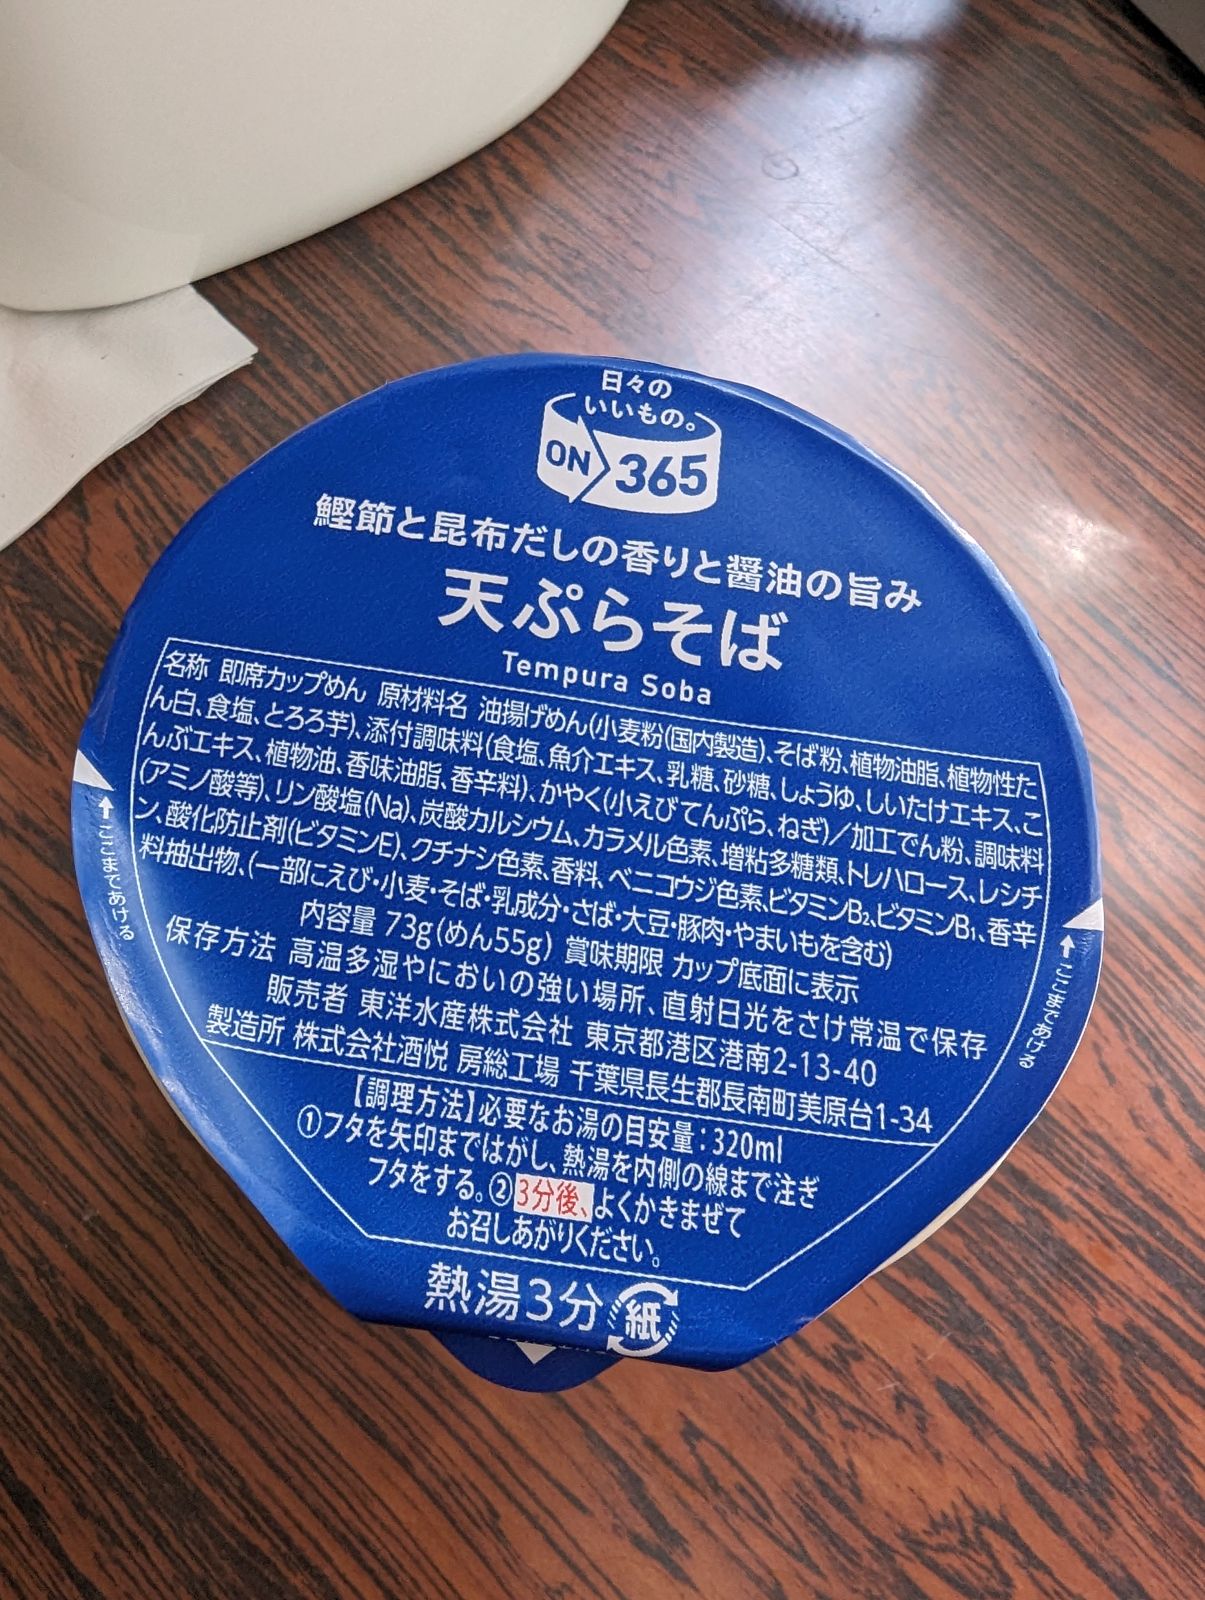 日々の
いいもの。
ON 365
鰹節と昆布だしの香りと醤油の旨み
天ぷらそば
Tempura Soba
名称 即席カップめん 原材料名 油揚げめん(小麦粉(国内製造)、そば粉、植物油脂、植物性た
ん白、食塩、とろろ芋)、添付調味料(食塩、魚介エキス、乳糖、砂糖、しょうゆ、しいたけエキス、こ
んぶエキス、植物油、香味油脂、香辛料)、かやく(小えびてんぷら、ねぎ)/加工でん粉、調味料
(アミノ酸等)、リン酸塩(Na)、炭酸カルシウム、カラメル色素、増粘多糖類、トレハロース、レシチ
ン、酸化防止剤(ビタミンE)、クチナシ色素、香料、ベニコウジ色素、ビタミンB₂、ビタミンB₁、香辛
料抽出物、(一部にえび・小麦・そば・乳成分・さば・大豆・豚肉・やまいもを含む)
内容量 73g(めん55g) 賞味期限 カップ底面に表示
保存方法 高温多湿やにおいの強い場所、直射日光をさけ常温で保存
販売者 東洋水産株式会社 東京都港区港南2-13-40
製造所 株式会社酒悦 房総工場 千葉県長生郡長南町美原台1-34
【調理方法】必要なお湯の目安量：320ml
①フタを矢印まではがし、熱湯を内側の線まで注ぎ
フタをする。②3分後、よくかきまぜて
お召しあがりください。
熱湯3分 紙
↑ここまであける
↑ここまであける